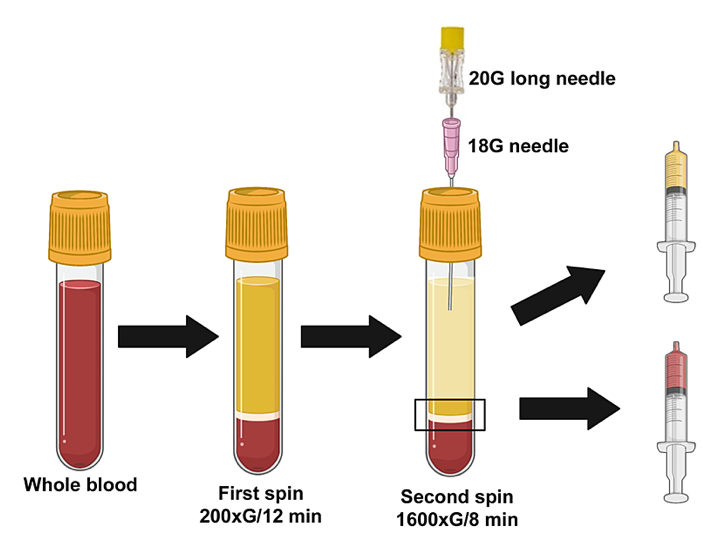 20G long needle
18G needle
Whole blood
First spin
200xG/12 min
Second spin
1600xG/8 min